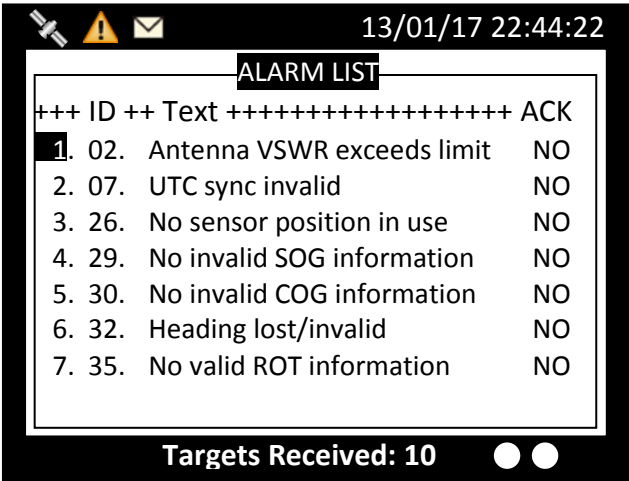 13/01/17 22:44:22
ALARM LIST
+++ ID ++ Text ++++++++++++++++++ ACK
1. 02. Antenna VSWR exceeds limit NO
2. 07. UTC sync invalid NO
3. 26. No sensor position in use NO
4. 29. No invalid SOG information NO
5. 30. No invalid COG information NO
6. 32. Heading lost/invalid NO
7. 35. No valid ROT information NO
Targets Received: 10